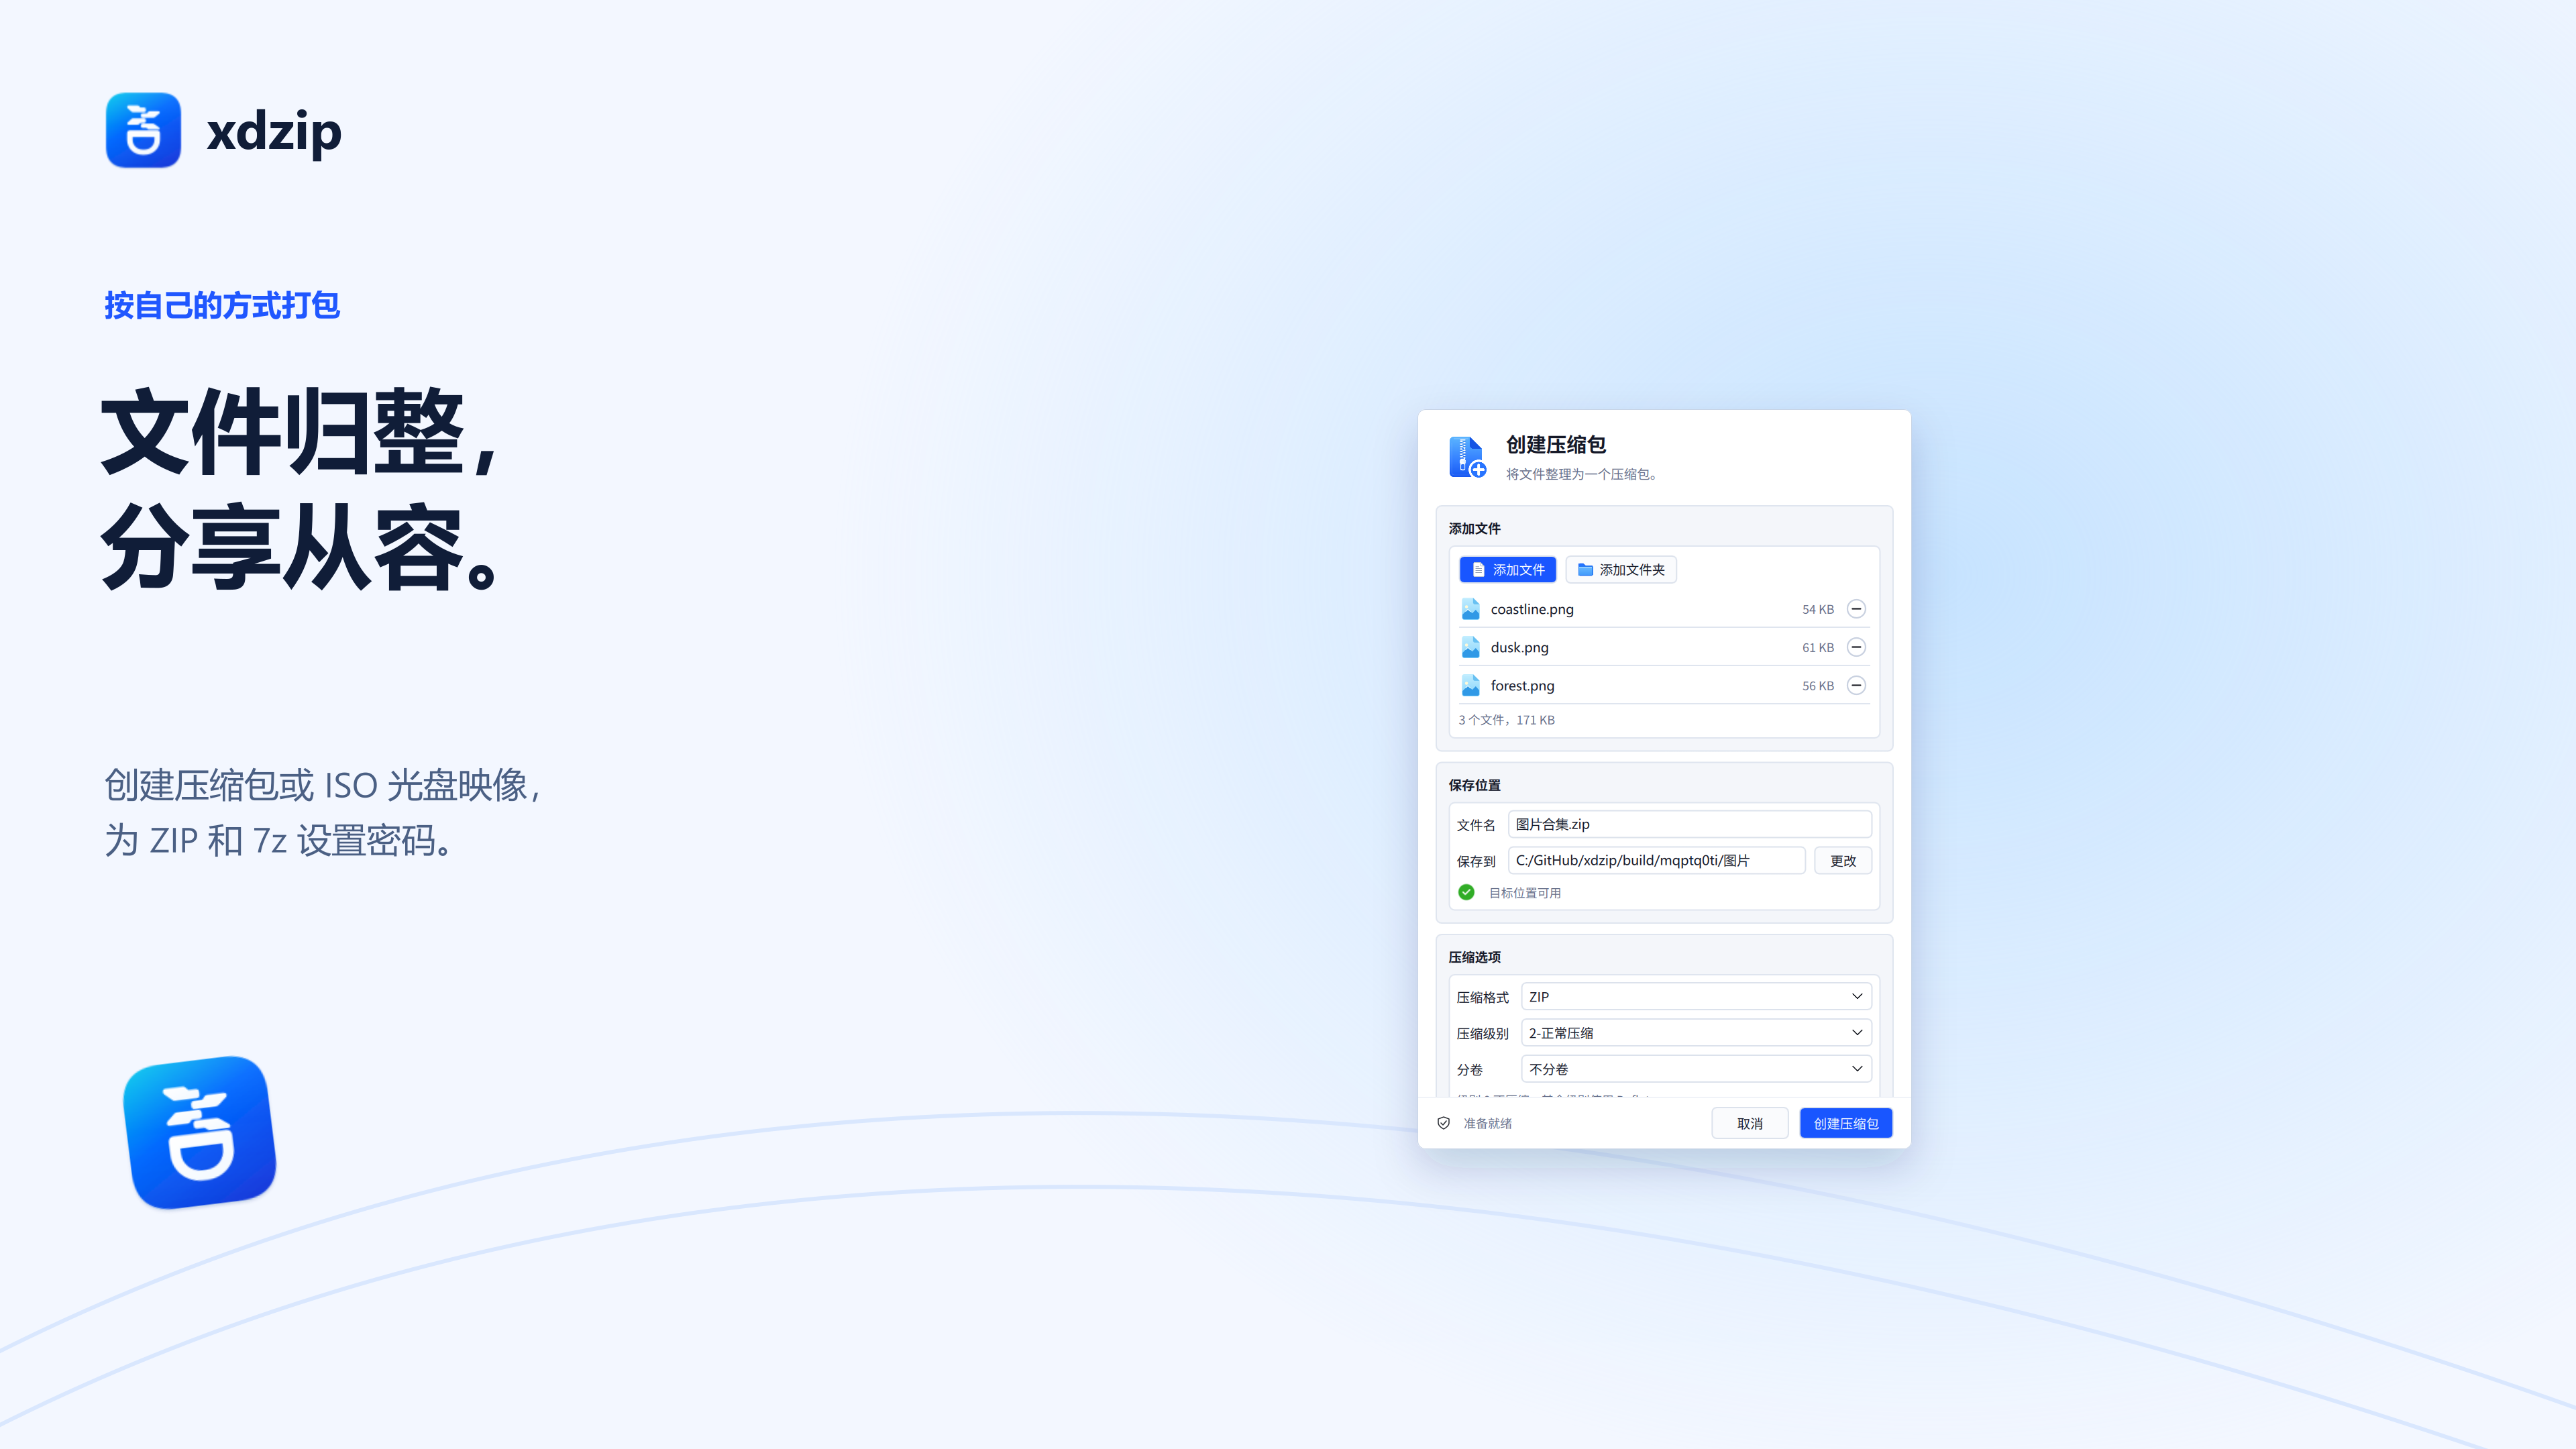 xdzip
按自己的方式打包
文件归整，
分享从容。
创建压缩包或 ISO 光盘映像，
为 ZIP 和 7z 设置密码。
创建压缩包
将文件整理为一个压缩包。
添加文件
添加文件 添加文件夹
coastline.png 54 KB
dusk.png 61 KB
forest.png 56 KB
3 个文件，171 KB
保存位置
文件名 图片合集.zip
保存到 C:/GitHub/xdzip/build/mqptq0ti/图片 更改
目标位置可用
压缩选项
压缩格式 ZIP
压缩级别 2-正常压缩
分卷 不分卷
准备就绪 取消 创建压缩包